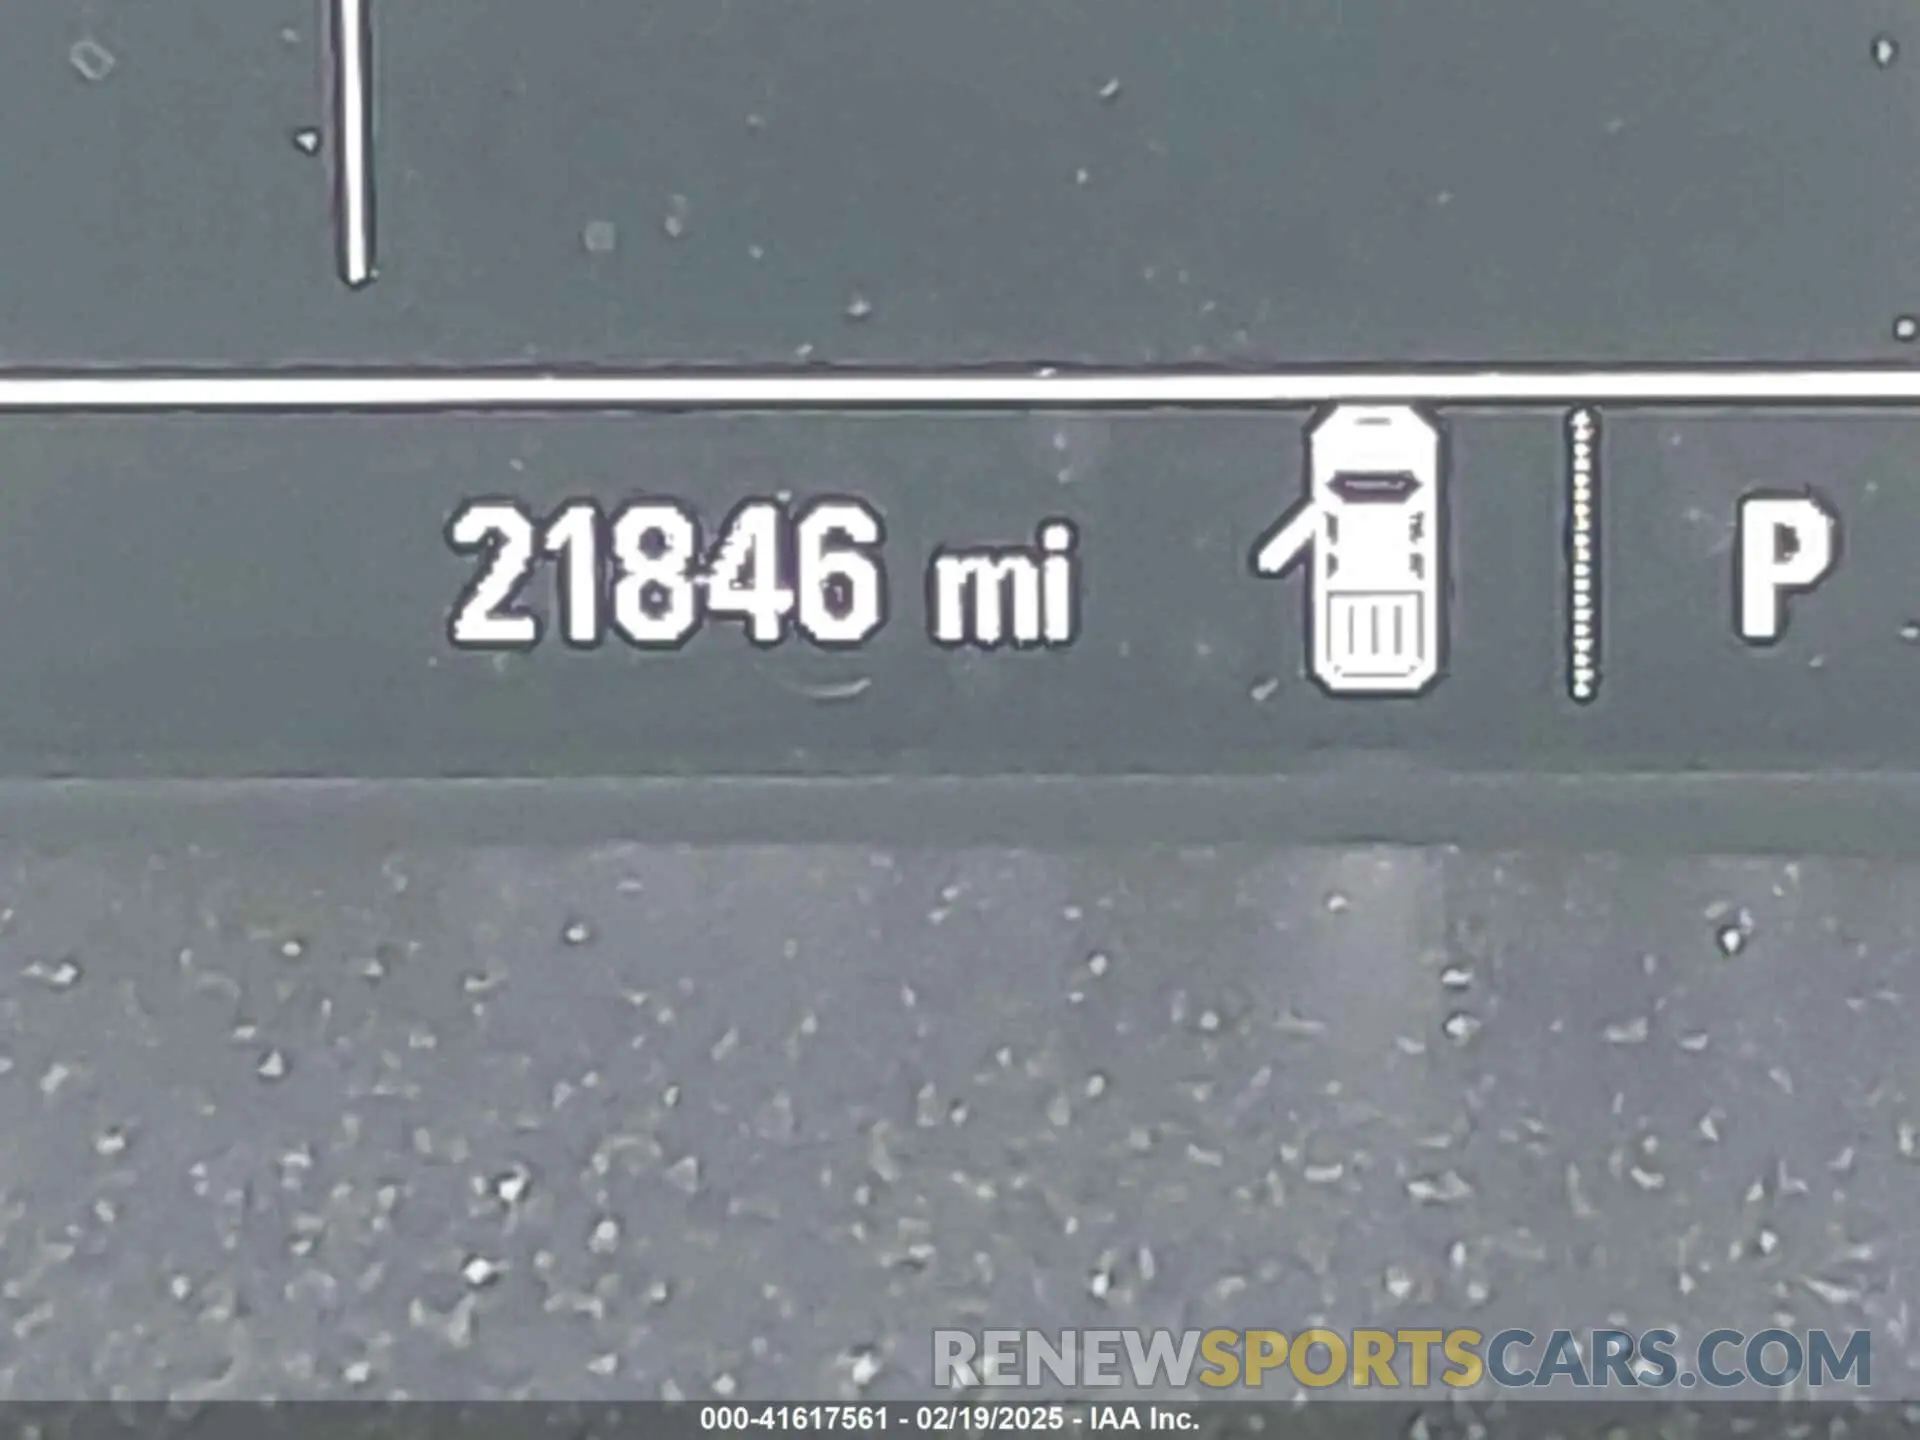 21846 mi P
RENEWSPORTSCARS.COM
000-41617561 - 02/19/2025 - IAA Inc.